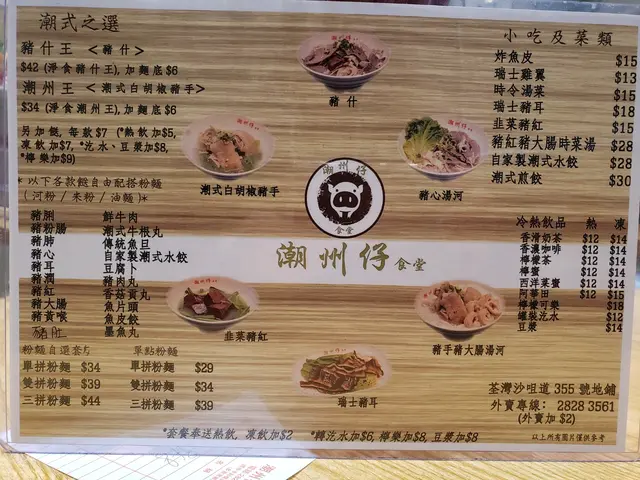 潮式之選
豬什王 <豬什>
$42 (淨食豬什王), 加麵底 $6
潮州王 <潮式白胡椒豬手>
$34 (淨食潮州王), 加麵底 $6
另加餸, 每款$7 (*熱飲加$5,
凍飲加$7, *汽水、豆漿加$8,
*檸樂加$9)
*以下各款餸自由配搭粉麵
(河粉/米粉/油麵)
豬脷 鮮牛肉
豬粉腸 潮式牛根丸
豬肺 傳統魚旦
豬心 自家製潮式水餃
豬耳 豆腐卜
豬潤 豬肉丸
豬紅 香菇貢丸
豬大腸 魚片頭
豬黃喉 魚皮餃
豬肚 墨魚丸
粉麵自選套 單點粉麵
單拼粉麵 $34 單拼粉麵 $29
雙拼粉麵 $39 雙拼粉麵 $34
三拼粉麵 $44 三拼粉麵 $39
豬什
潮式白胡椒豬手
豬心湯河
潮州仔
食堂
潮州仔 食堂
韭菜豬紅
豬手豬大腸湯河
瑞士豬耳
小吃及菜類
炸魚皮 $15
瑞士雞翼 $13
時令湯菜 $15
瑞士豬耳 $18
韭菜豬紅 $15
豬紅豬大腸時菜湯 $28
自家製潮式水餃 $28
潮式煎餃 $30
冷熱飲品 熱 凍
香滑奶茶 $12 $14
香濃咖啡 $12 $14
檸檬茶 $12 $14
檸蜜 $12 $14
西洋菜蜜 $12 $14
阿華田 $12 $15
檸檬可樂 $18
罐裝汽水 $12
豆漿 $14
荃灣沙咀道 355 號地舖
外賣專線: 2828 3561
(外賣加 $2)
以上所有圖片僅供參考
*套餐奉送熱飲, 凍飲加$2 *轉汽水加$6, 檸樂加$8, 豆漿加$8